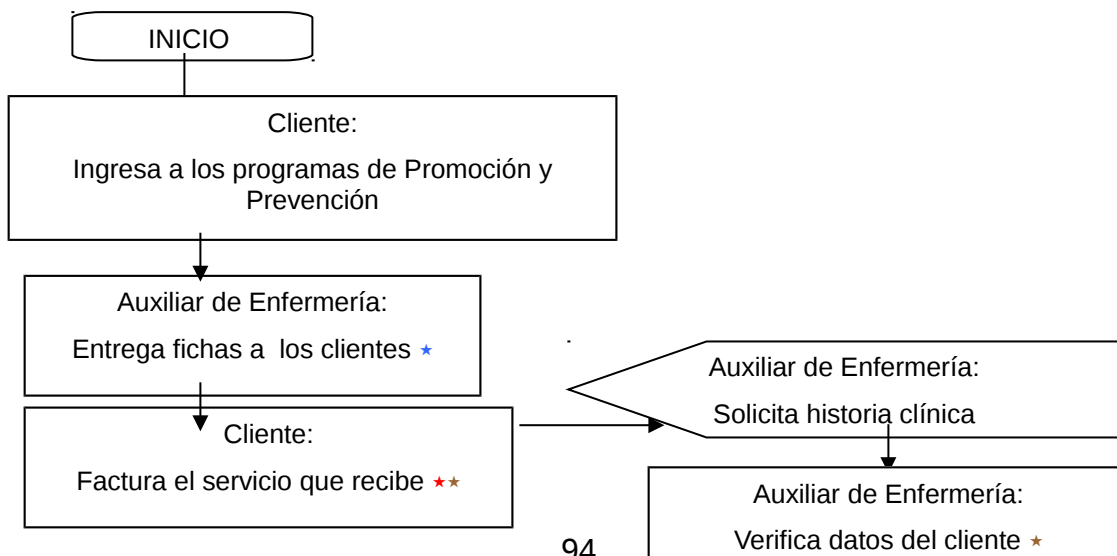 INICIO
Cliente:
Ingresa a los programas de Promoción y
Prevención
Auxiliar de Enfermería:
Entrega fichas a los clientes ★
Cliente:
Factura el servicio que recibe ★★
Auxiliar de Enfermería:
Solicita historia clínica
Auxiliar de Enfermería:
Verifica datos del cliente ★
94